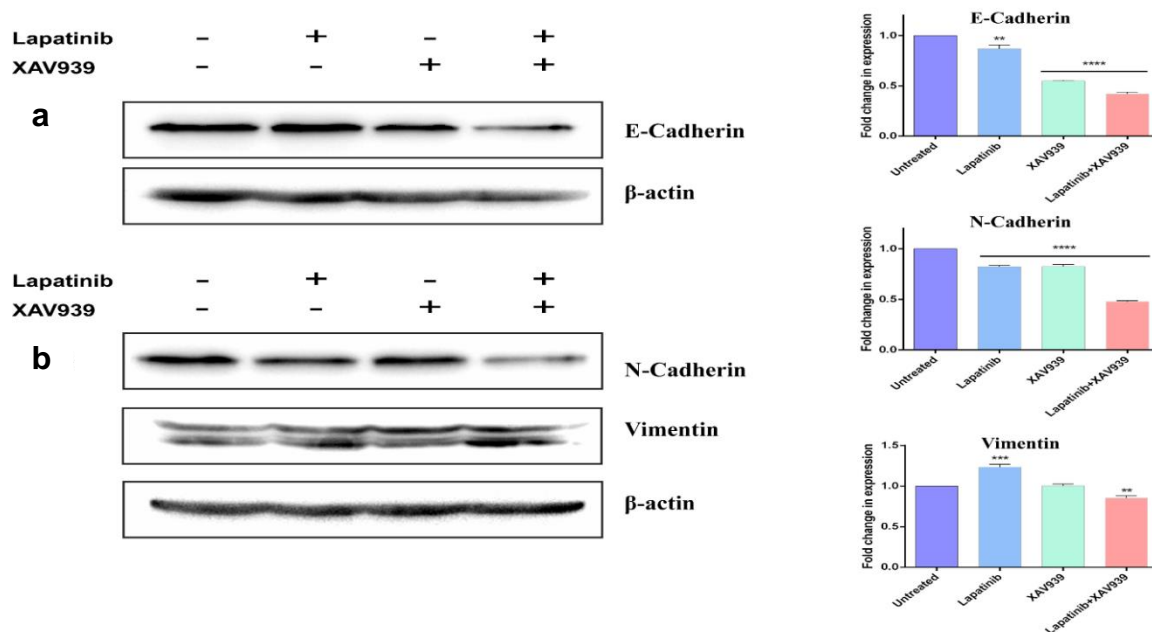 Lapatinib - + - +
XAV939 - - + +
a
E-Cadherin
β-actin
Lapatinib - + - +
XAV939 - - + +
b
N-Cadherin
Vimentin
β-actin
E-Cadherin
Fold change in expression
1.0
0.5
0.0
**
****
Untreated
Lapatinib
XAV939
Lapatinib+XAV939
N-Cadherin
Fold change in expression
1.0
0.5
0.0
****
Untreated
Lapatinib
XAV939
Lapatinib+XAV939
Vimentin
Fold change in expression
1.5
1.0
0.5
0.0
***
**
Untreated
Lapatinib
XAV939
Lapatinib+XAV939